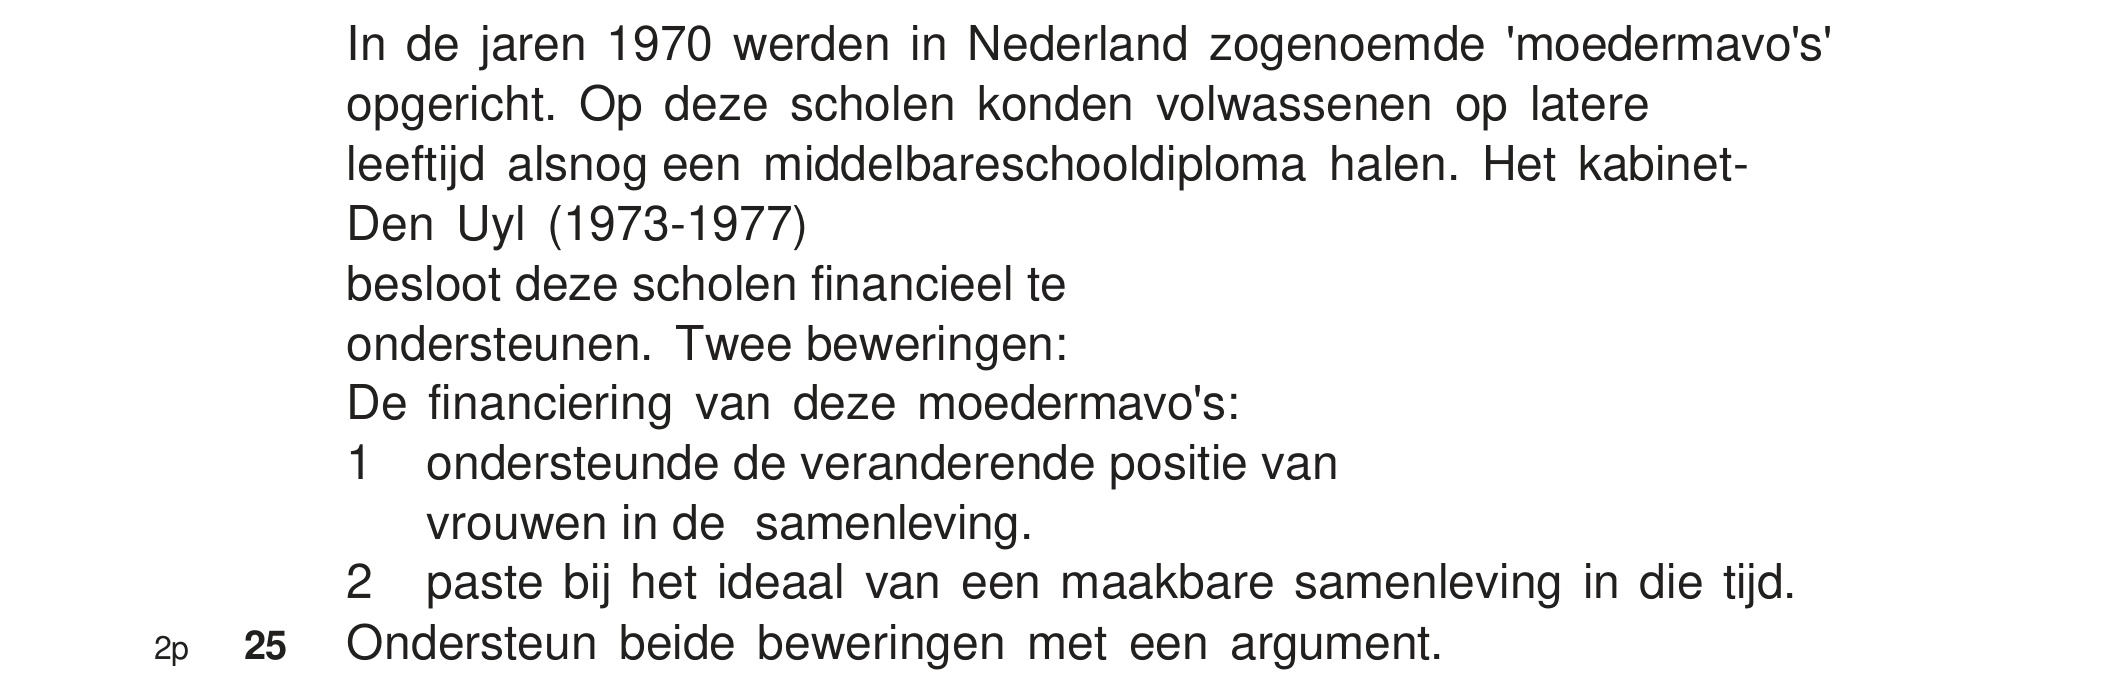 In de jaren 1970 werden in Nederland zogenoemde 'moedermavo's'
opgericht. Op deze scholen konden volwassenen op latere
leeftijd alsnog een middelbareschooldiploma halen. Het kabinet-
Den Uyl (1973-1977)
besloot deze scholen financieel te
ondersteunen. Twee beweringen:
De financiering van deze moedermavo's:
1 ondersteunde de veranderende positie van
vrouwen in de samenleving.
2 paste bij het ideaal van een maakbare samenleving in die tijd.
2p 25 Ondersteun beide beweringen met een argument.